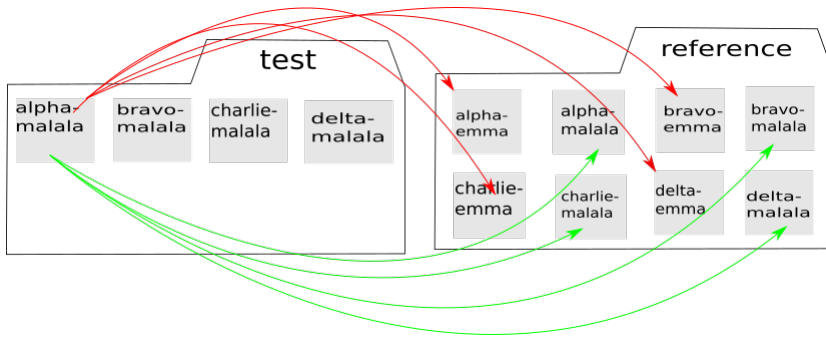 test
alpha-
malala
bravo-
malala
charlie-
malala
delta-
malala
reference
alpha-
emma
alpha-
malala
bravo-
emma
bravo-
malala
charlie-
emma
charlie-
malala
delta-
emma
delta-
malala